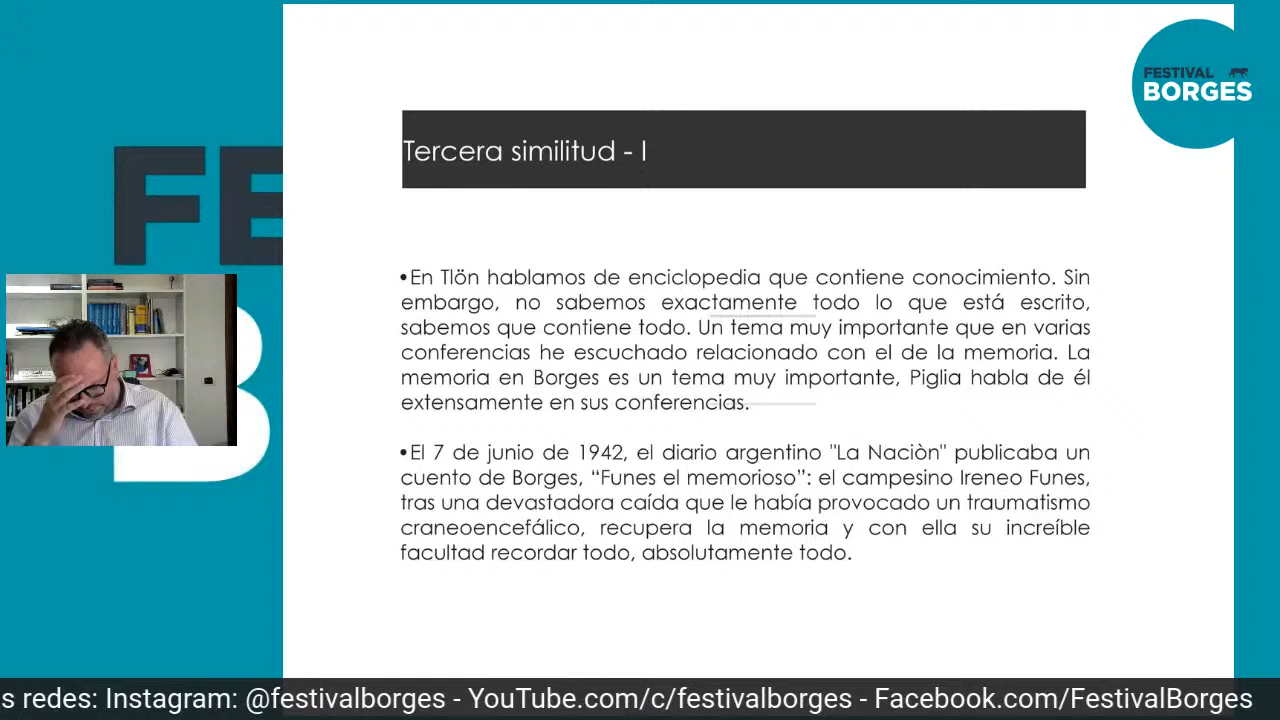 FESTIVAL
BORGES
Tercera similitud - I
FE
B
•En Tlön hablamos de enciclopedia que contiene conocimiento. Sin
embargo, no sabemos exactamente todo lo que está escrito,
sabemos que contiene todo. Un tema muy importante que en varias
conferencias he escuchado relacionado con el de la memoria. La
memoria en Borges es un tema muy importante, Piglia habla de él
extensamente en sus conferencias.
•El 7 de junio de 1942, el diario argentino "La Naciòn" publicaba un
cuento de Borges, “Funes el memorioso”: el campesino Ireneo Funes,
tras una devastadora caída que le había provocado un traumatismo
craneoencefálico, recupera la memoria y con ella su increíble
facultad recordar todo, absolutamente todo.
s redes: Instagram: @festivalborges - YouTube.com/c/festivalborges - Facebook.com/FestivalBorges